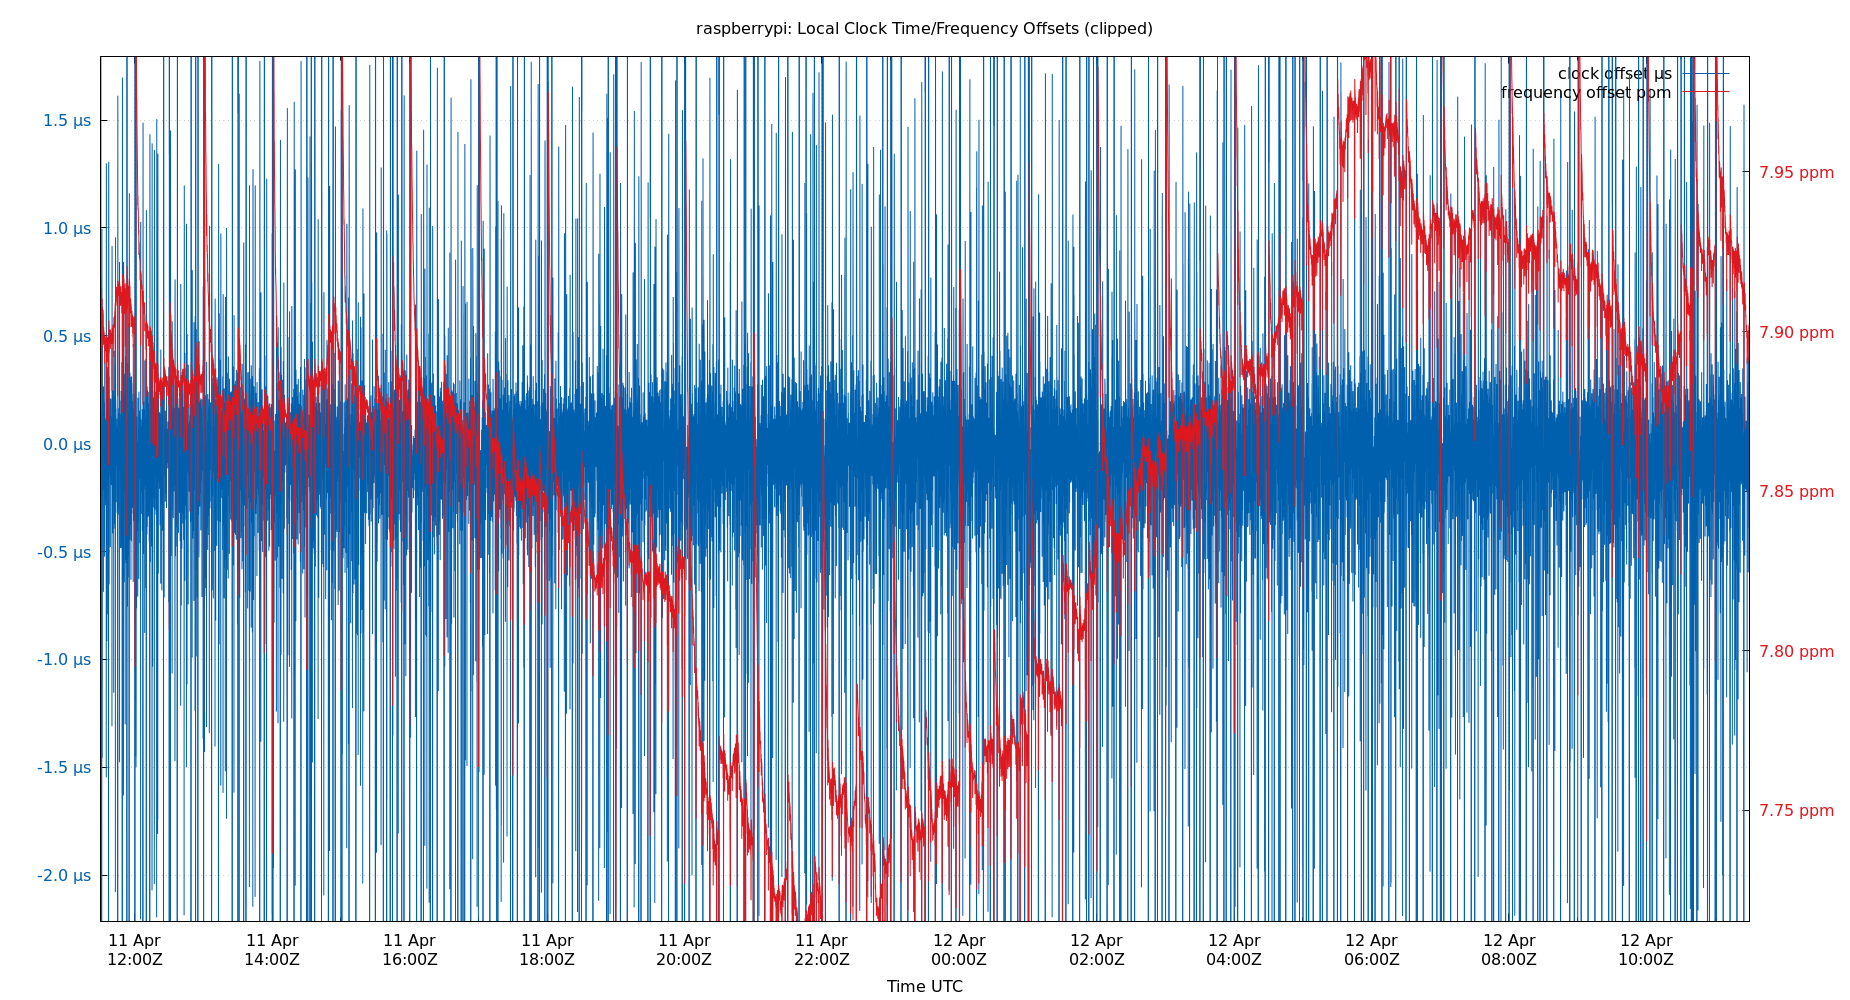 raspberrypi: Local Clock Time/Frequency Offsets (clipped)
clock offset µs
frequency offset ppm
1.5 µs
1.0 µs
0.5 µs
0.0 µs
-0.5 µs
-1.0 µs
-1.5 µs
-2.0 µs
7.95 ppm
7.90 ppm
7.85 ppm
7.80 ppm
7.75 ppm
11 Apr 11 Apr 11 Apr 11 Apr 11 Apr 11 Apr 12 Apr 12 Apr 12 Apr 12 Apr 12 Apr 12 Apr
12:00Z 14:00Z 16:00Z 18:00Z 20:00Z 22:00Z 00:00Z 02:00Z 04:00Z 06:00Z 08:00Z 10:00Z
Time UTC